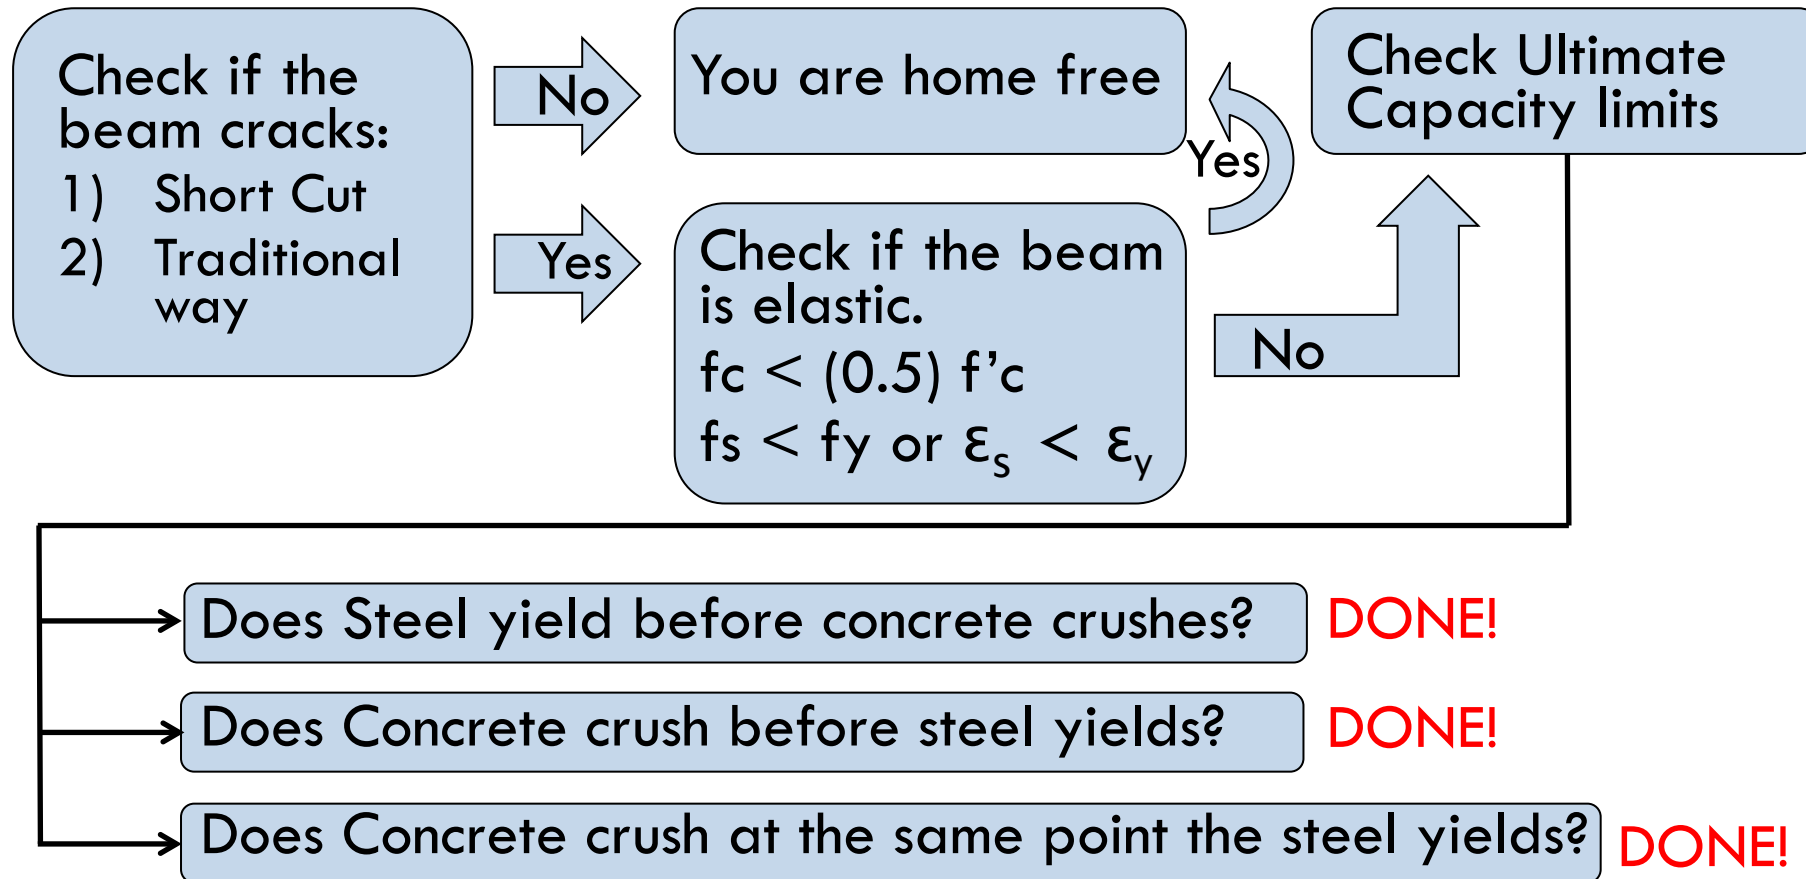 Check if the
beam cracks:
1) Short Cut
2) Traditional
way
No
Yes
You are home free
Check if the beam
is elastic.
fc < (0.5) f’c
fs < fy or εs < εy
Yes
No
Check Ultimate
Capacity limits
Does Steel yield before concrete crushes? DONE!
Does Concrete crush before steel yields? DONE!
Does Concrete crush at the same point the steel yields? DONE!